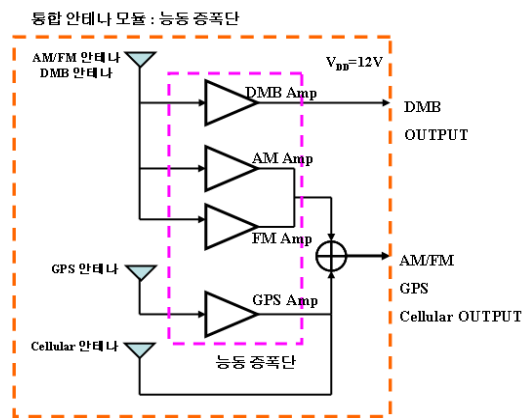 통합 안테나 모듈 : 능동 증폭단
AM/FM 안테나
DMB 안테나
V_DD=12V
DMB Amp
DMB
OUTPUT
AM Amp
FM Amp
GPS 안테나
AM/FM
GPS
Cellular OUTPUT
GPS Amp
Cellular 안테나
능동 증폭단